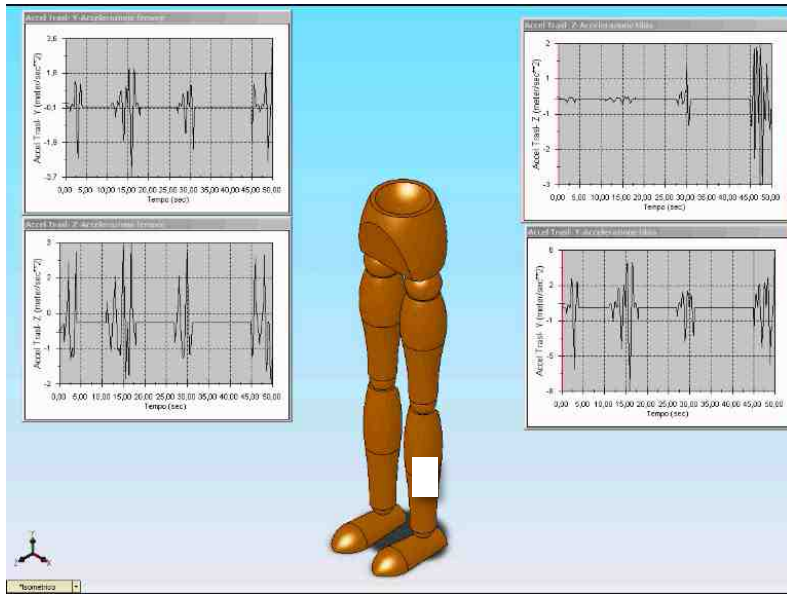 Accel Trasl- Y-Accelerazione femore
3,6
1,8
-0,1
-1,8
-3,7
Accel Trasl- Y (meter/sec**2)
0,00 5,00 10,00 15,00 20,00 25,00 30,00 35,00 40,00 45,00 50,00
Tempo (sec)
Accel Trasl- Z-Accelerazione femore
3
2
0
-1
-2
Accel Trasl- Z (meter/sec**2)
0,00 5,00 10,00 15,00 20,00 25,00 30,00 35,00 40,00 45,00 50,00
Tempo (sec)
Accel Trasl- Z-Accelerazione tibia
2
1
-1
-2
-3
Accel Trasl- Z (meter/sec**2)
0,00 5,00 10,00 15,00 20,00 25,00 30,00 35,00 40,00 45,00 50,00
Tempo (sec)
Accel Trasl- Y-Accelerazione tibia
6
2
-1
-5
Accel Trasl- Y (meter/sec**2)
0,00 5,00 10,00 15,00 20,00 25,00 30,00 35,00 40,00 45,00 50,00
Tempo (sec)
Y
Z
X
*Isometrico